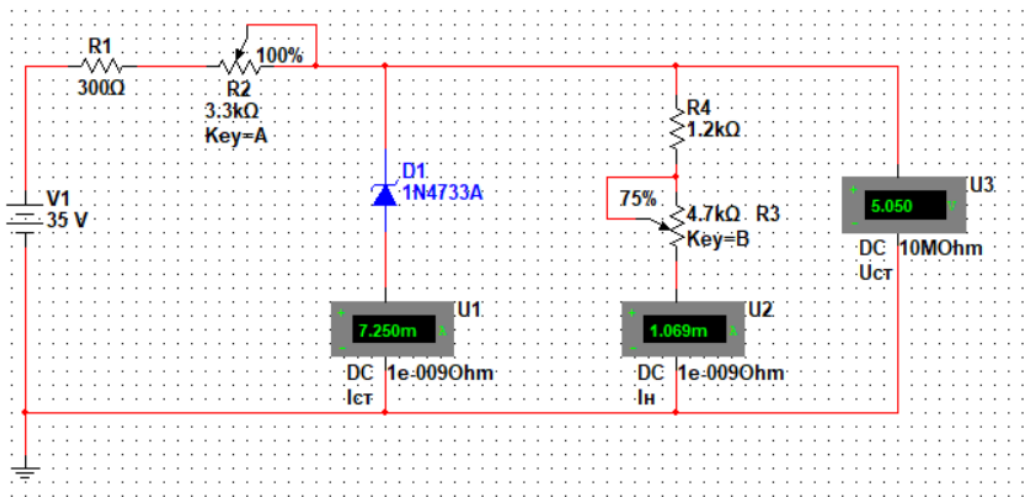 R1
300Ω
100%
R2
3.3kΩ
Key=A
V1
35 V
D1
1N4733A
R4
1.2kΩ
75%
4.7kΩ R3
Key=B
U3
+
5.050
V
-
DC 10MOhm
Uст
U1
+
7.250m
A
-
DC 1e-009Ohm
Iст
U2
+
1.069m
A
-
DC 1e-009Ohm
Iн